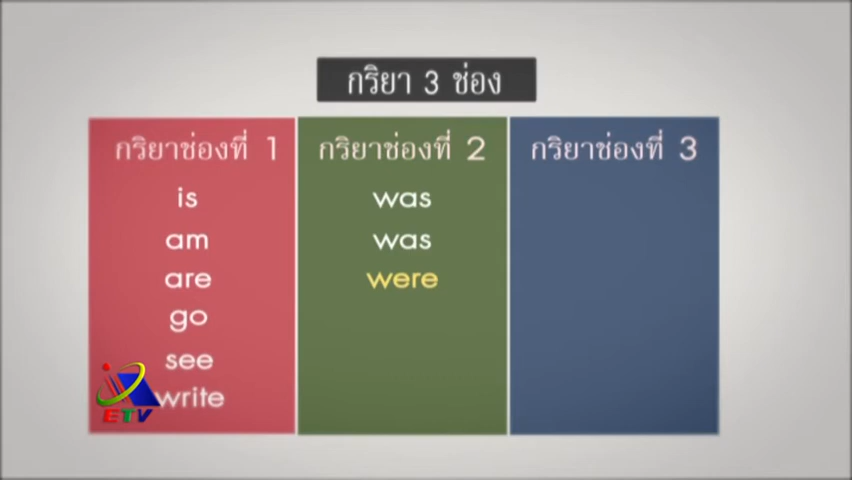 กริยา 3 ช่อง
กริยาช่องที่ 1 กริยาช่องที่ 2 กริยาช่องที่ 3
is was
am was
are were
go
see
write
ETV